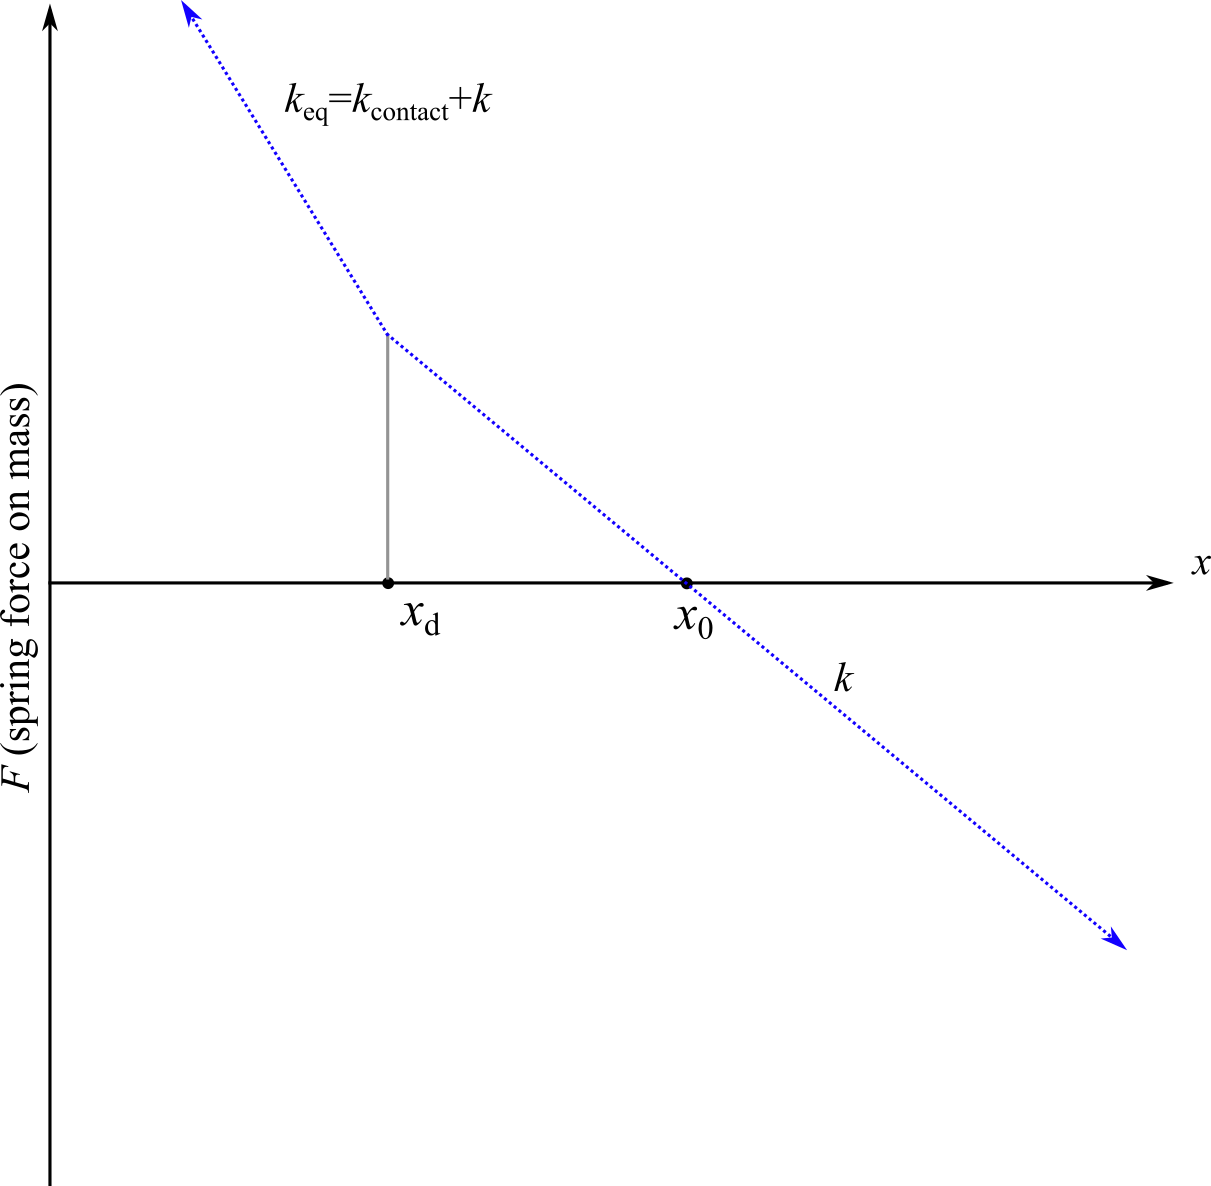 k_eq=k_contact+k
F (spring force on mass)
x
x_d
x_0
k